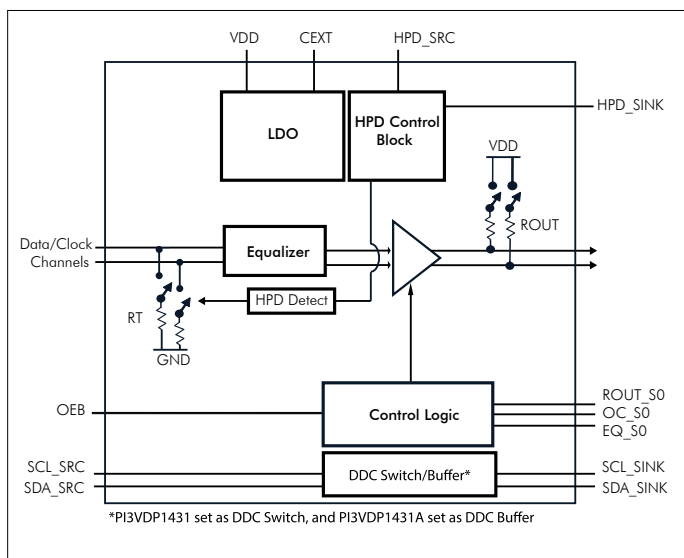 VDD CEXT HPD_SRC
LDO
HPD Control
Block
HPD_SINK
VDD
ROUT
Data/Clock
Channels
Equalizer
HPD Detect
RT
GND
OEB
Control Logic
ROUT_S0
OC_S0
EQ_S0
SCL_SRC
SDA_SRC
DDC Switch/Buffer*
SCL_SINK
SDA_SINK
*PI3VDP1431 set as DDC Switch, and PI3VDP1431A set as DDC Buffer